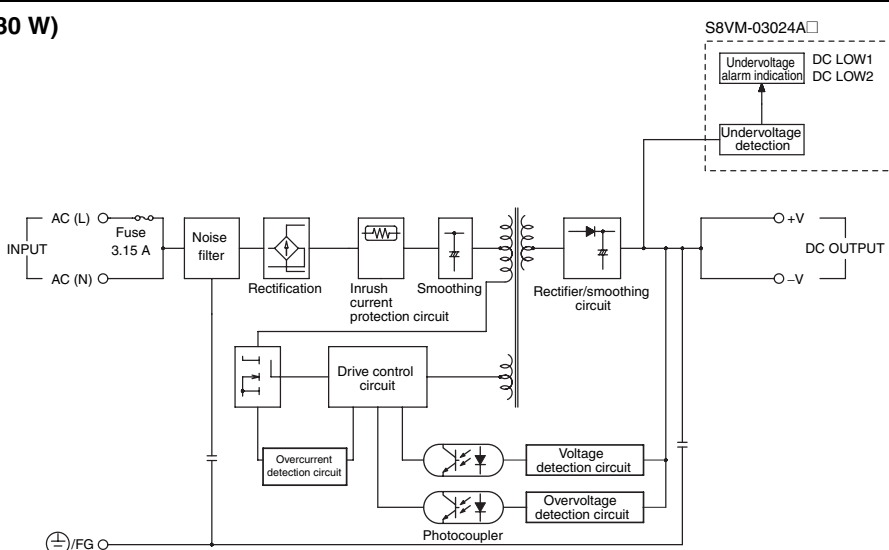 30 W)
S8VM-03024A□
Undervoltage
alarm indication
DC LOW1
DC LOW2
Undervoltage
detection
INPUT
AC (L)
Fuse
3.15 A
AC (N)
Noise
filter
Rectification
Inrush
current
protection circuit
Smoothing
Rectifier/smoothing
circuit
+V
DC OUTPUT
–V
Drive control
circuit
Overcurrent
detection circuit
Voltage
detection circuit
Overvoltage
detection circuit
Photocoupler
/FG